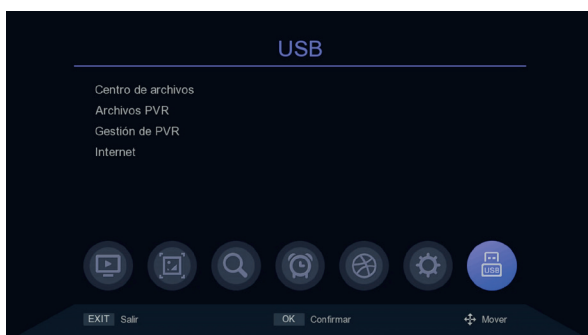 USB
Centro de archivos
Archivos PVR
Gestión de PVR
Internet
USB
EXIT Salir OK Confirmar Mover